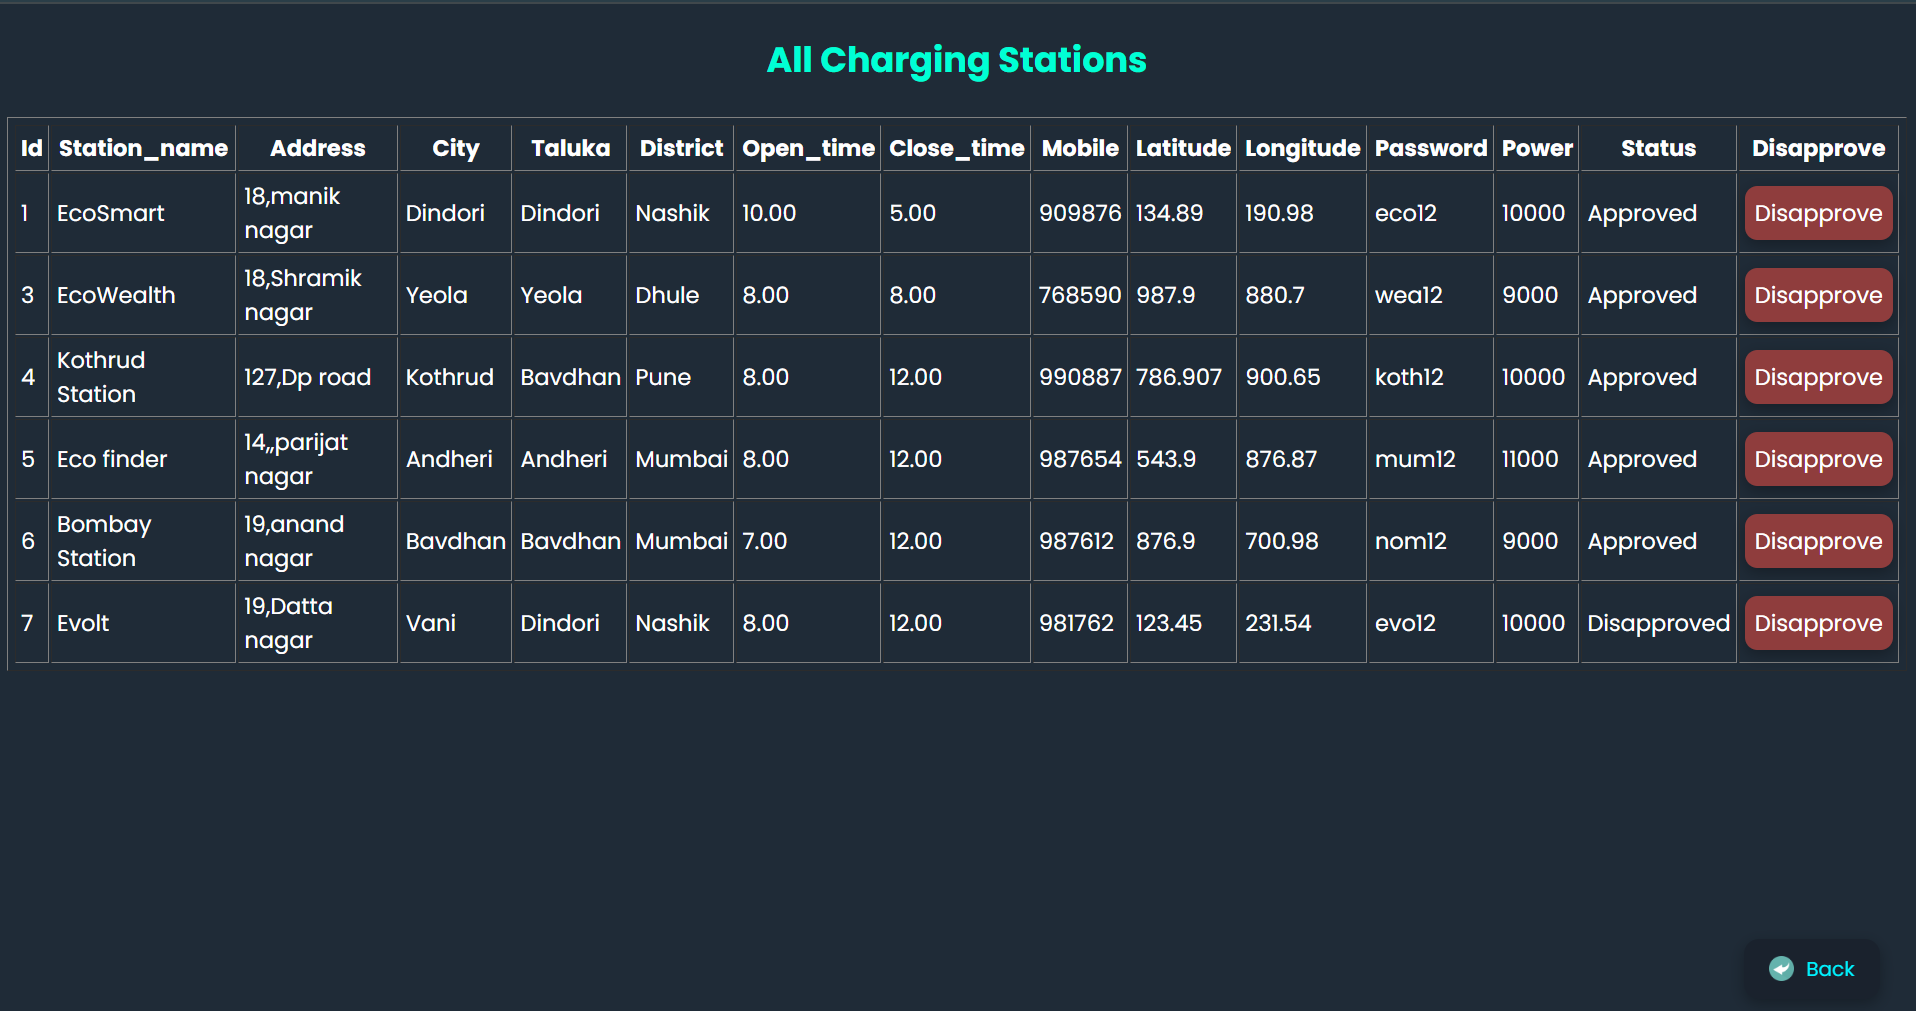 All Charging Stations
Id Station_name Address City Taluka District Open_time Close_time Mobile Latitude Longitude Password Power Status Disapprove
1 EcoSmart 18,manik nagar Dindori Dindori Nashik 10.00 5.00 909876 134.89 190.98 eco12 10000 Approved Disapprove
3 EcoWealth 18,Shramik nagar Yeola Yeola Dhule 8.00 8.00 768590 987.9 880.7 wea12 9000 Approved Disapprove
4 Kothrud Station 127,Dp road Kothrud Bavdhan Pune 8.00 12.00 990887 786.907 900.65 koth12 10000 Approved Disapprove
5 Eco finder 14,,parijat nagar Andheri Andheri Mumbai 8.00 12.00 987654 543.9 876.87 mum12 11000 Approved Disapprove
6 Bombay Station 19,anand nagar Bavdhan Bavdhan Mumbai 7.00 12.00 987612 876.9 700.98 nom12 9000 Approved Disapprove
7 Evolt 19,Datta nagar Vani Dindori Nashik 8.00 12.00 981762 123.45 231.54 evo12 10000 Disapproved Disapprove
Back